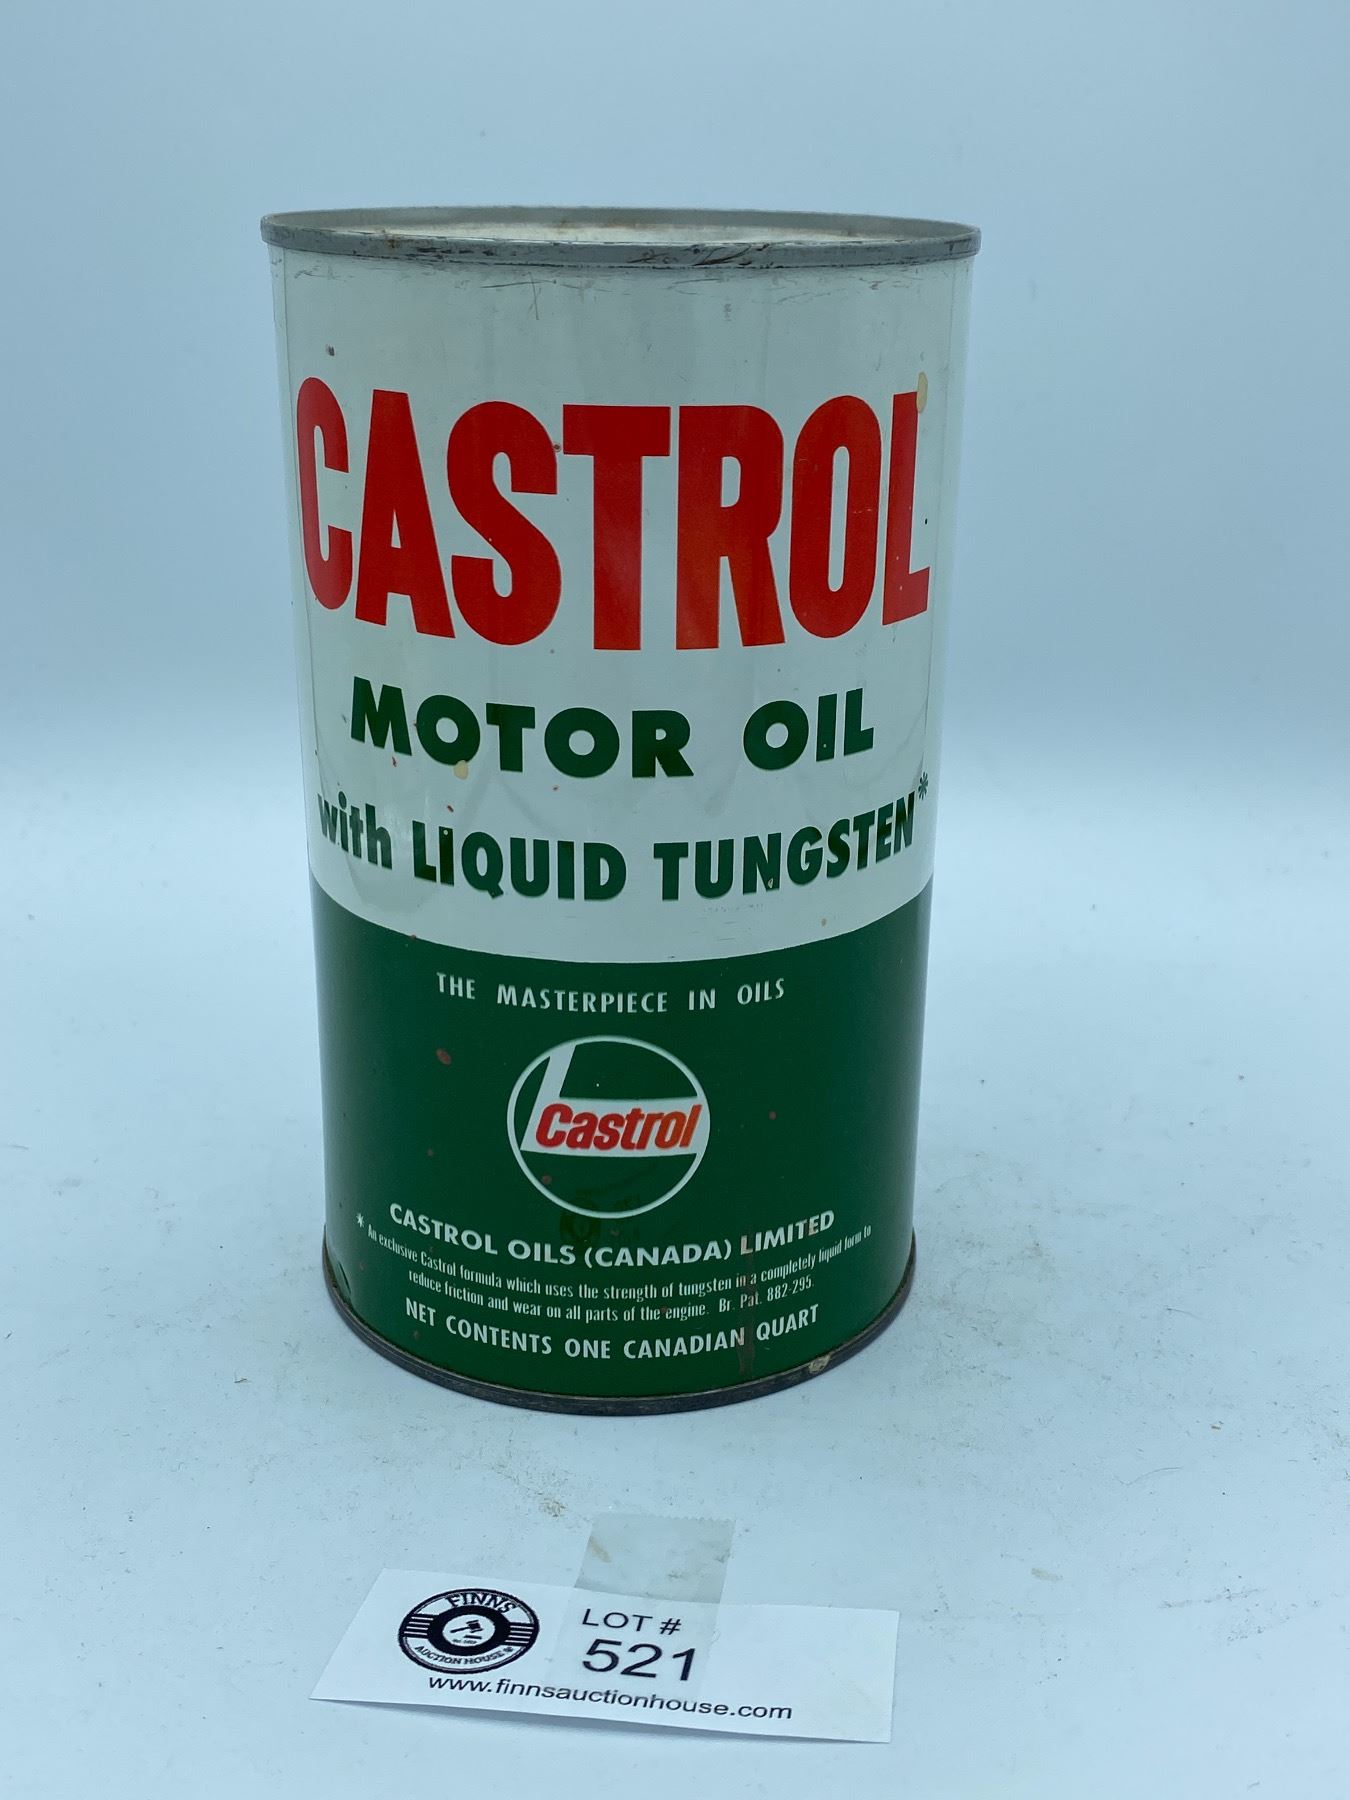 CASTROL
MOTOR OIL
with LIQUID TUNGSTEN*
THE MASTERPIECE IN OILS
Castrol
CASTROL OILS (CANADA) LIMITED
* An exclusive Castrol formula which uses the strength of tungsten in a completely liquid form to
reduce friction and wear on all parts of the engine. Br. Pat. 882-295.
NET CONTENTS ONE CANADIAN QUART
FINNS
AUCTION HOUSE
LOT #
521
www.finnsauctionhouse.com